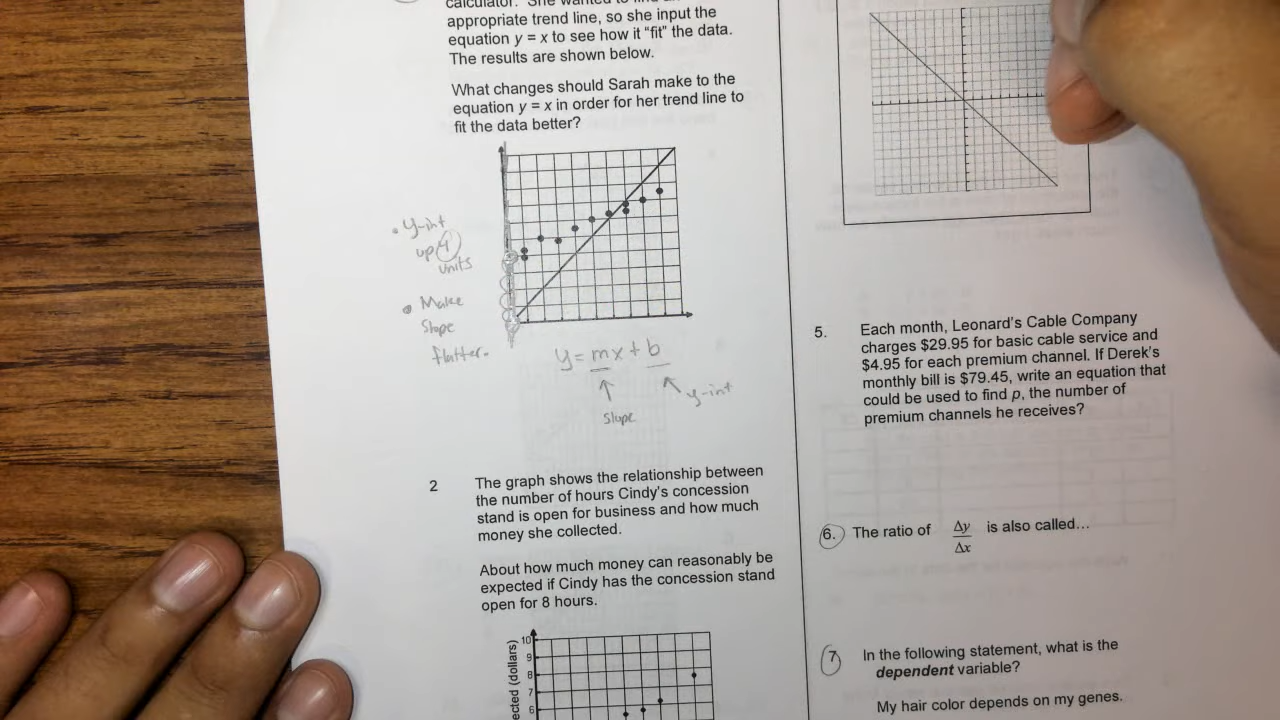 appropriate trend line, so she input the
equation y = x to see how it "fit" the data.
The results are shown below.
What changes should Sarah make to the
equation y = x in order for her trend line to
fit the data better?
• y-int
up 4
units
• Make
slope
flatter.
y = mx + b
slope
y-int
2 The graph shows the relationship between
the number of hours Cindy's concession
stand is open for business and how much
money she collected.
About how much money can reasonably be
expected if Cindy has the concession stand
open for 8 hours.
ected (dollars)
10
9
8
7
6
5. Each month, Leonard's Cable Company
charges $29.95 for basic cable service and
$4.95 for each premium channel. If Derek's
monthly bill is $79.45, write an equation that
could be used to find p, the number of
premium channels he receives?
6. The ratio of Δy/Δx is also called...
7 In the following statement, what is the
dependent variable?
My hair color depends on my genes.